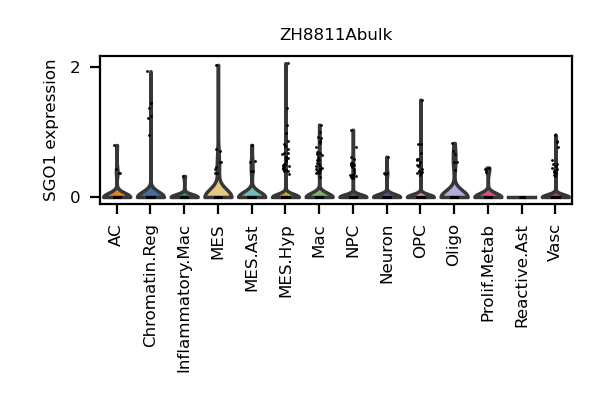 ZH8811Abulk
SGO1 expression
2
0
AC
Chromatin.Reg
Inflammatory.Mac
MES
MES.Ast
MES.Hyp
Mac
NPC
Neuron
OPC
Oligo
Prolif.Metab
Reactive.Ast
Vasc